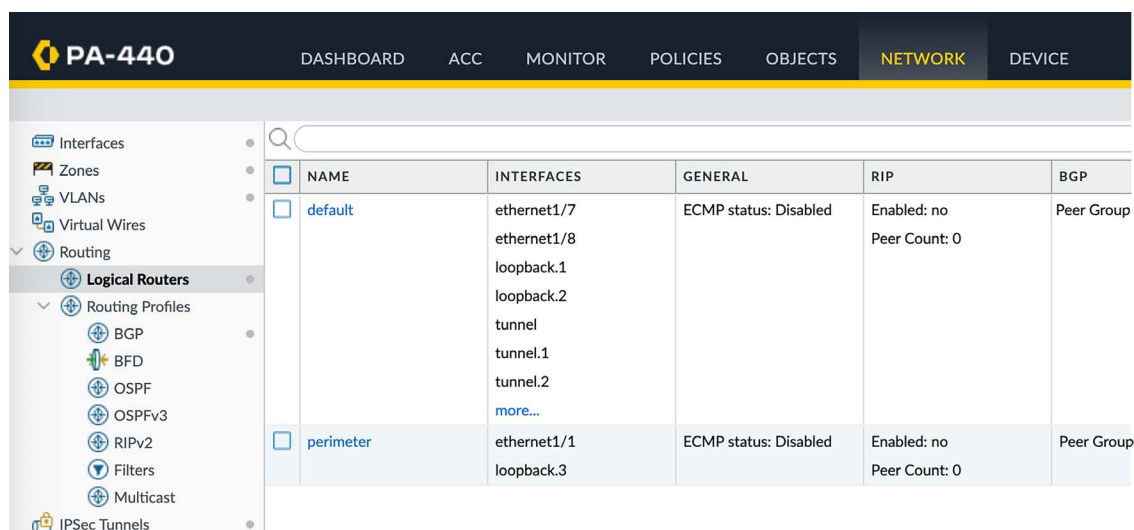 PA-440
DASHBOARD ACC MONITOR POLICIES OBJECTS NETWORK DEVICE
Interfaces
Zones
VLANs
Virtual Wires
Routing
Logical Routers
Routing Profiles
BGP
BFD
OSPF
OSPFv3
RIPv2
Filters
Multicast
IPSec Tunnels
NAME INTERFACES GENERAL RIP BGP
default ethernet1/7 ECMP status: Disabled Enabled: no Peer Group
ethernet1/8 Peer Count: 0
loopback.1
loopback.2
tunnel
tunnel.1
tunnel.2
more...
perimeter ethernet1/1 ECMP status: Disabled Enabled: no Peer Group
loopback.3 Peer Count: 0